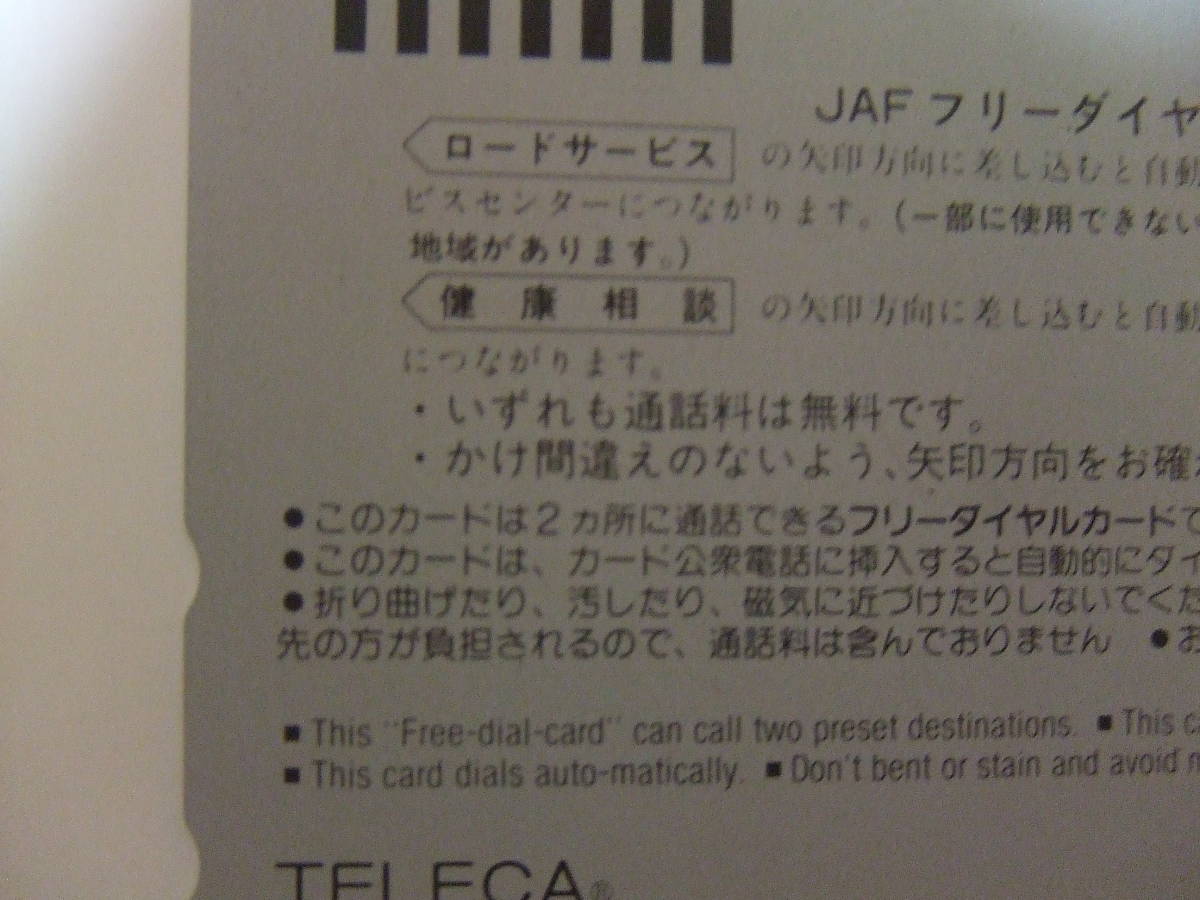 JAFフリーダイヤ
ロードサービス の矢印方向に差し込むと自動
ビスセンターにつながります。(一部に使用できない
地域があります。)
健康相談 の矢印方向に差し込むと自動
につながります。
・いずれも通話料は無料です。
・かけ間違えのないよう、矢印方向をお確
●このカードは2ヵ所に通話できるフリーダイヤルカードで
●このカードは、カード公衆電話に挿入すると自動的にダイ
●折り曲げたり、汚したり、磁気に近づけたりしないでくだ
先の方が負担されるので、通話料は含んでおりません ●お
■ This "Free-dial-card" can call two preset destinations. ■ This c
■ This card dials auto-matically. ■ Don't bent or stain and avoid m
TELECA®